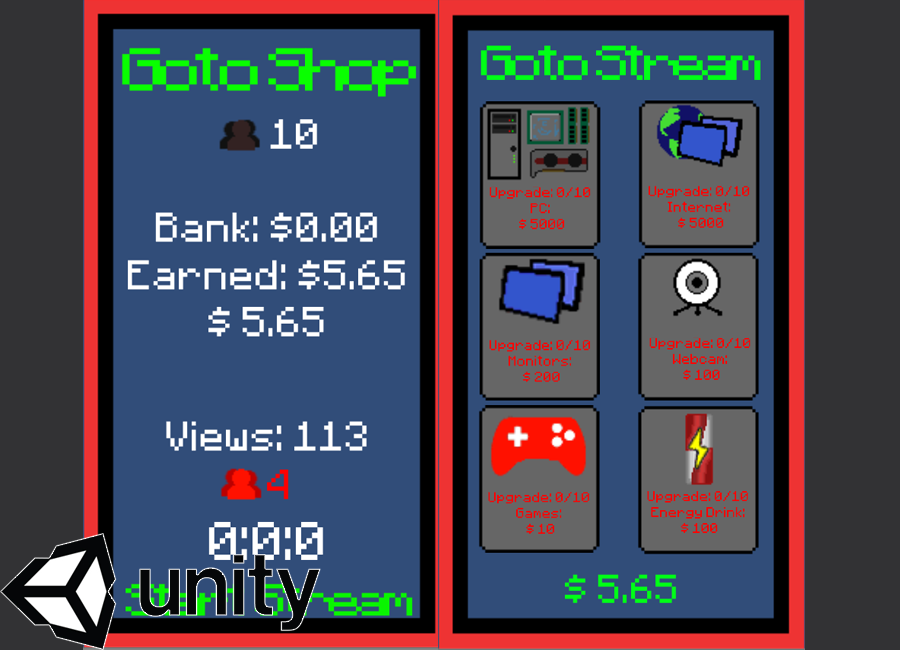 Goto Shop
10
Bank: $0.00
Earned: $5.65
$ 5.65
Views: 113
4
0:0:0
Start Stream
unity
Goto Stream
Upgrade: 0/10
PC:
$ 5000
Upgrade: 0/10
Internet:
$ 5000
Upgrade: 0/10
Monitors:
$ 200
Upgrade: 0/10
Webcam:
$ 100
Upgrade: 0/10
Games:
$ 10
Upgrade: 0/10
Energy Drink:
$ 100
$ 5.65